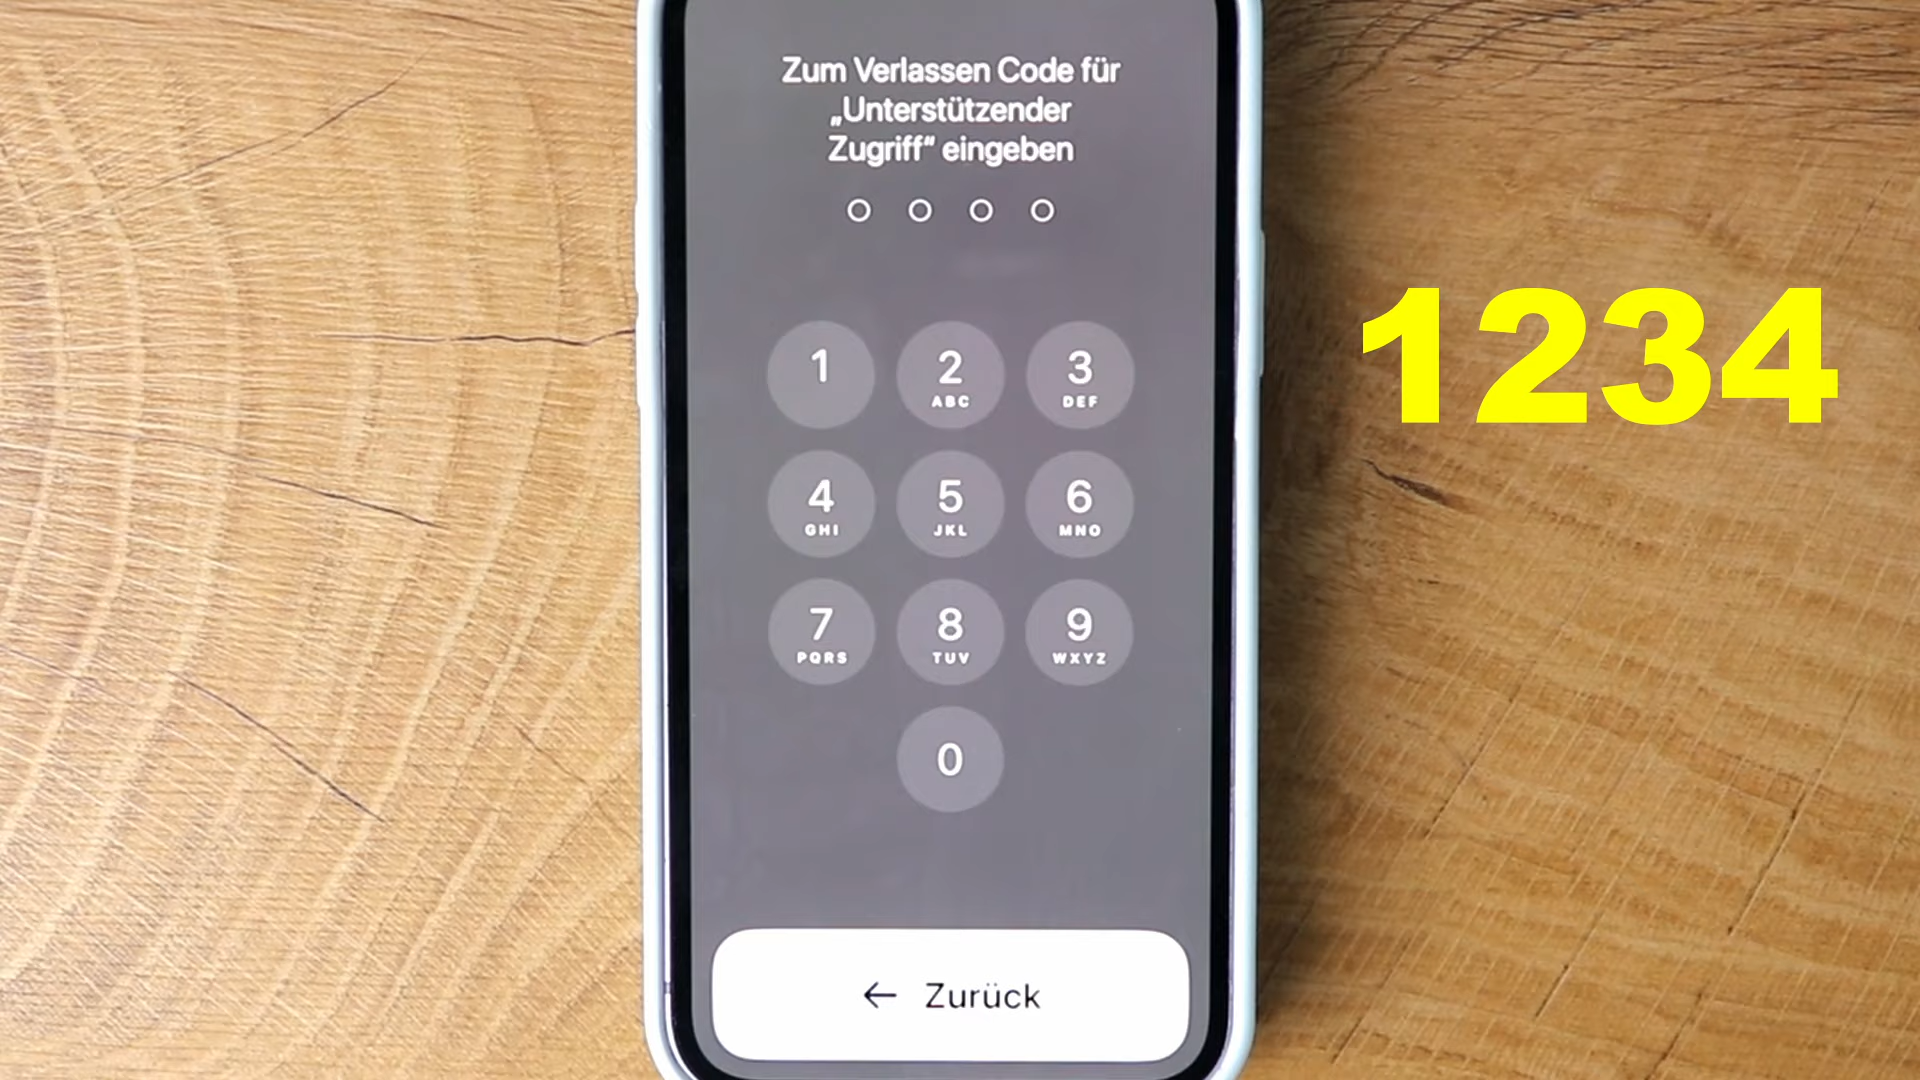 Zum Verlassen Code für
„Unterstützender
Zugriff“ eingeben
1
2
ABC
3
DEF
4
GHI
5
JKL
6
MNO
7
PQRS
8
TUV
9
WXYZ
0
← Zurück
1234